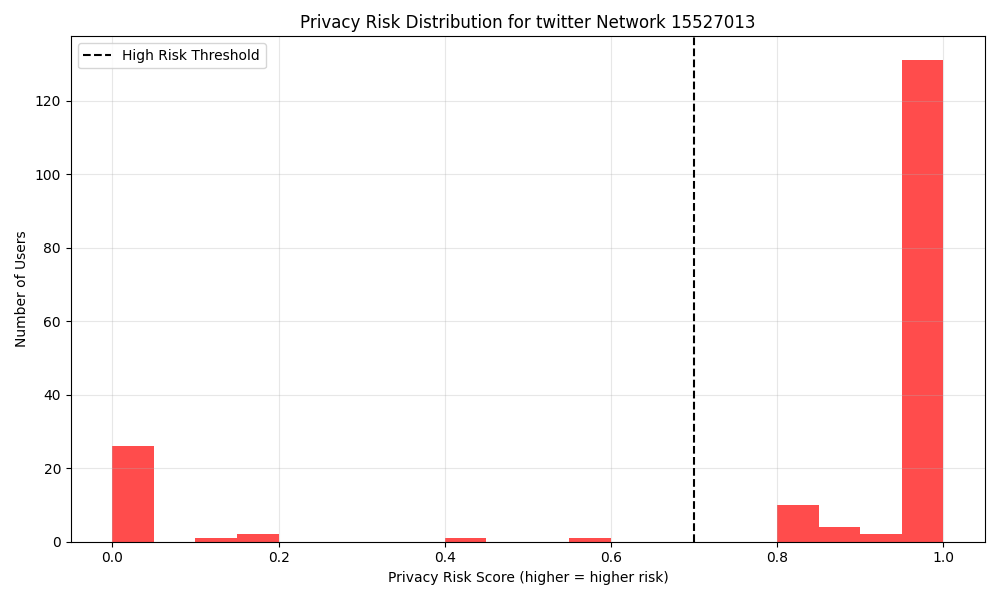 Privacy Risk Distribution for twitter Network 15527013
High Risk Threshold
Number of Users
120
100
80
60
40
20
0
0.0 0.2 0.4 0.6 0.8 1.0
Privacy Risk Score (higher = higher risk)